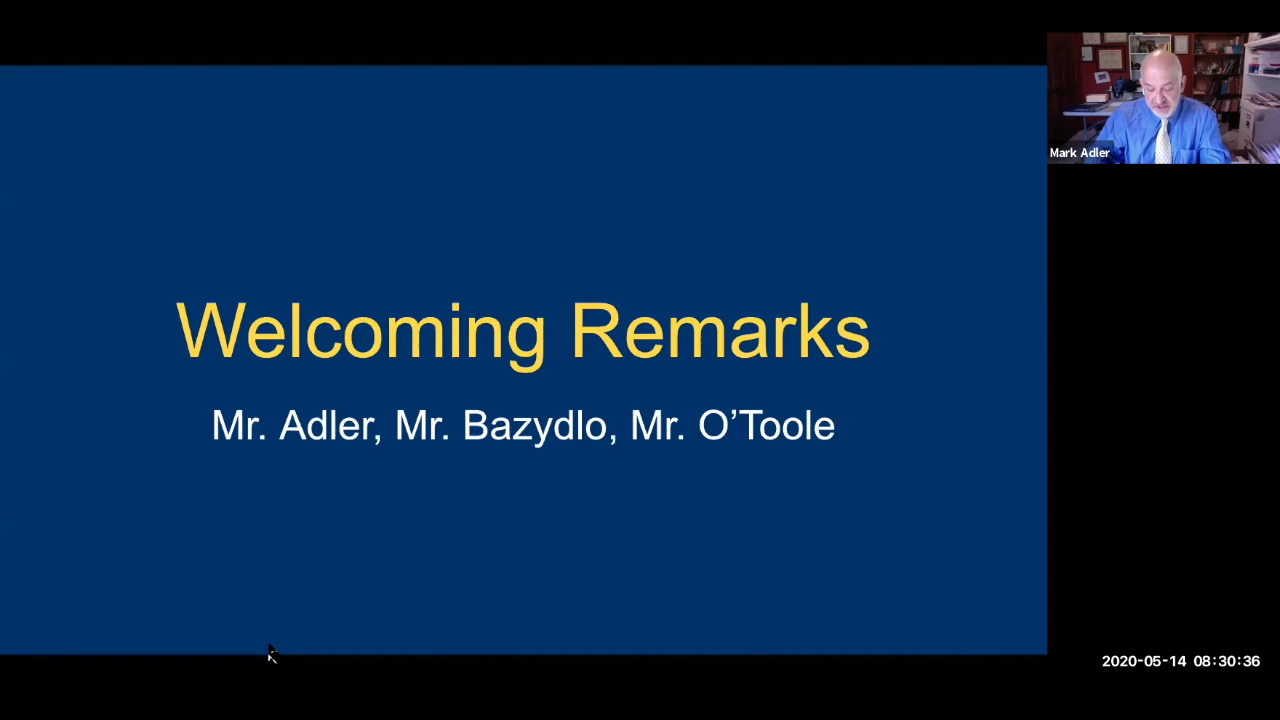 Welcoming Remarks
Mr. Adler, Mr. Bazydlo, Mr. O’Toole
Mark Adler
2020-05-14 08:30:36